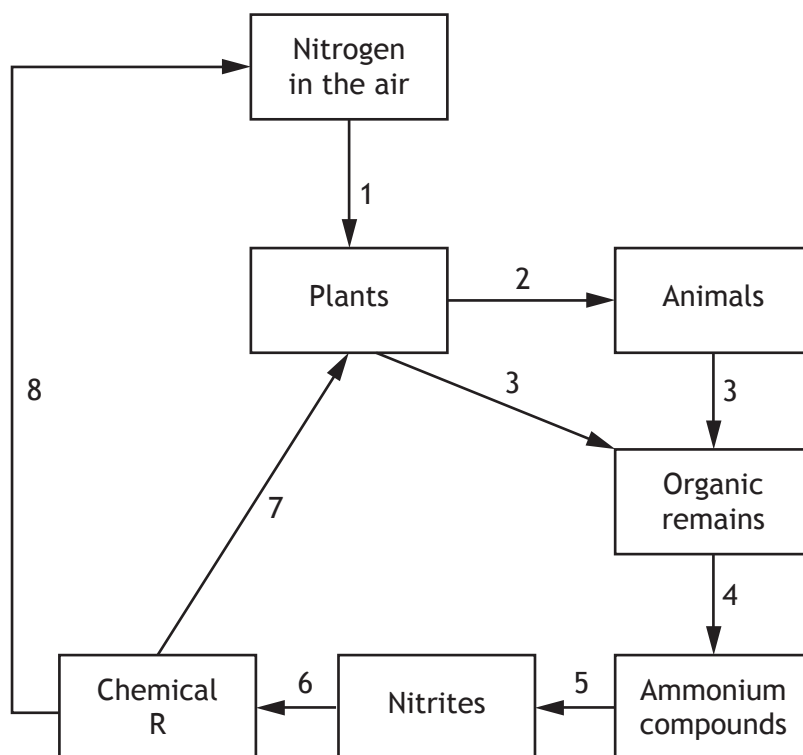 Nitrogen
in the air
1
Plants
2
Animals
8
3
3
Organic
remains
7
4
Chemical
R
6
Nitrites
5
Ammonium
compounds